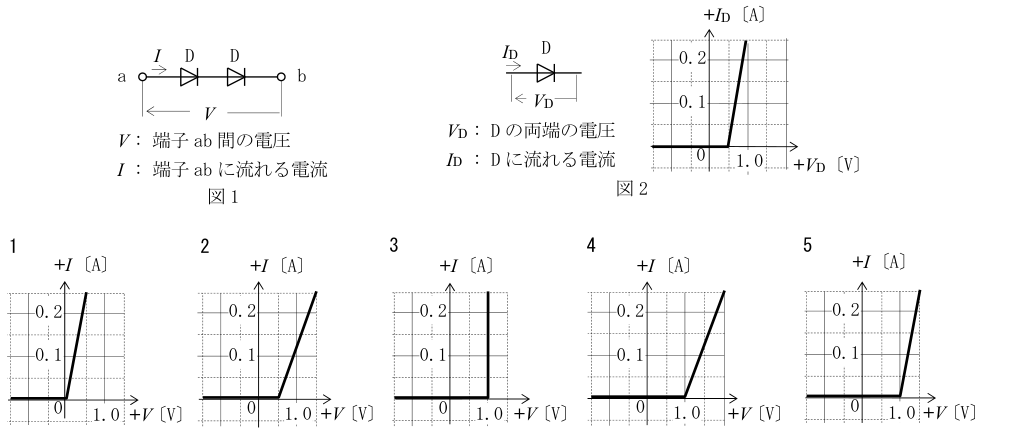 I D D
a b
V
V： 端子 ab 間の電圧
I ： 端子 ab に流れる電流
図 1
ID D
VD
VD： D の両端の電圧
ID ： D に流れる電流
図 2
+ID 〔A〕
0.2
0.1
0 1.0
+VD 〔V〕
1
+I 〔A〕
0.2
0.1
0 1.0 +V〔V〕
2
+I 〔A〕
0.2
0.1
0 1.0 +V〔V〕
3
+I 〔A〕
0.2
0.1
0 1.0 +V〔V〕
4
+I 〔A〕
0.2
0.1
0 1.0 +V〔V〕
5
+I 〔A〕
0.2
0.1
0 1.0 +V〔V〕